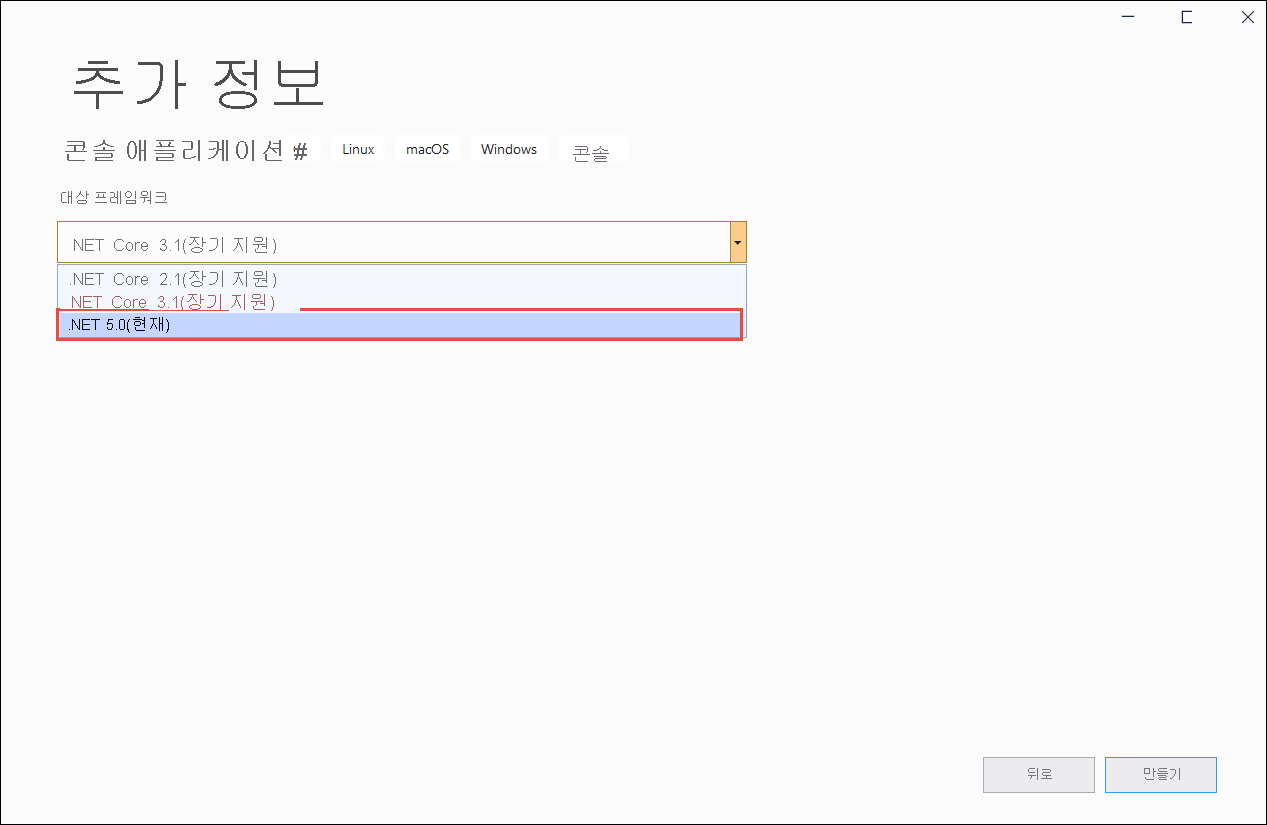 추가 정보
콘솔 애플리케이션 # Linux macOS Windows 콘솔
대상 프레임워크
.NET Core 3.1(장기 지원)
.NET Core 2.1(장기 지원)
.NET Core 3.1(장기 지원)
.NET 5.0(현재)
뒤로 만들기